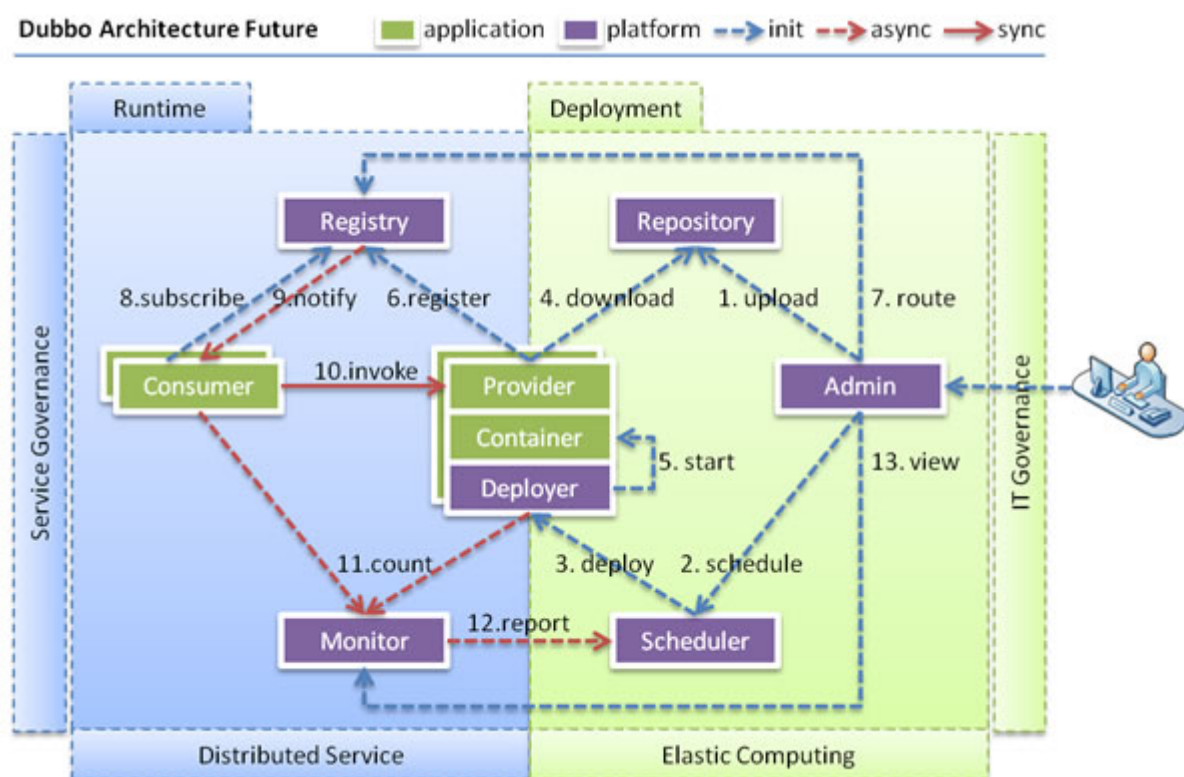 Dubbo Architecture Future
application
platform
init
async
sync
Runtime
Deployment
Registry
Repository
8.subscribe
9.notify
6.register
4. download
1. upload
7. route
Service Governance
Consumer
10.invoke
Provider
Admin
Container
5. start
13. view
Deployer
IT Governance
11.count
3. deploy
2. schedule
Monitor
12.report
Scheduler
Distributed Service
Elastic Computing